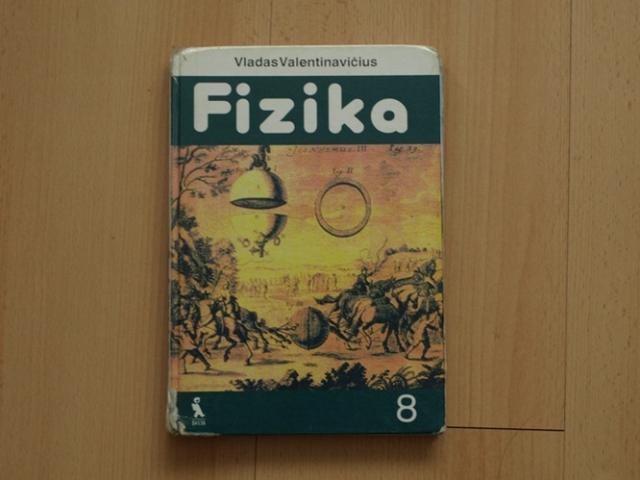 Vladas Valentinavičius
Fizika
8